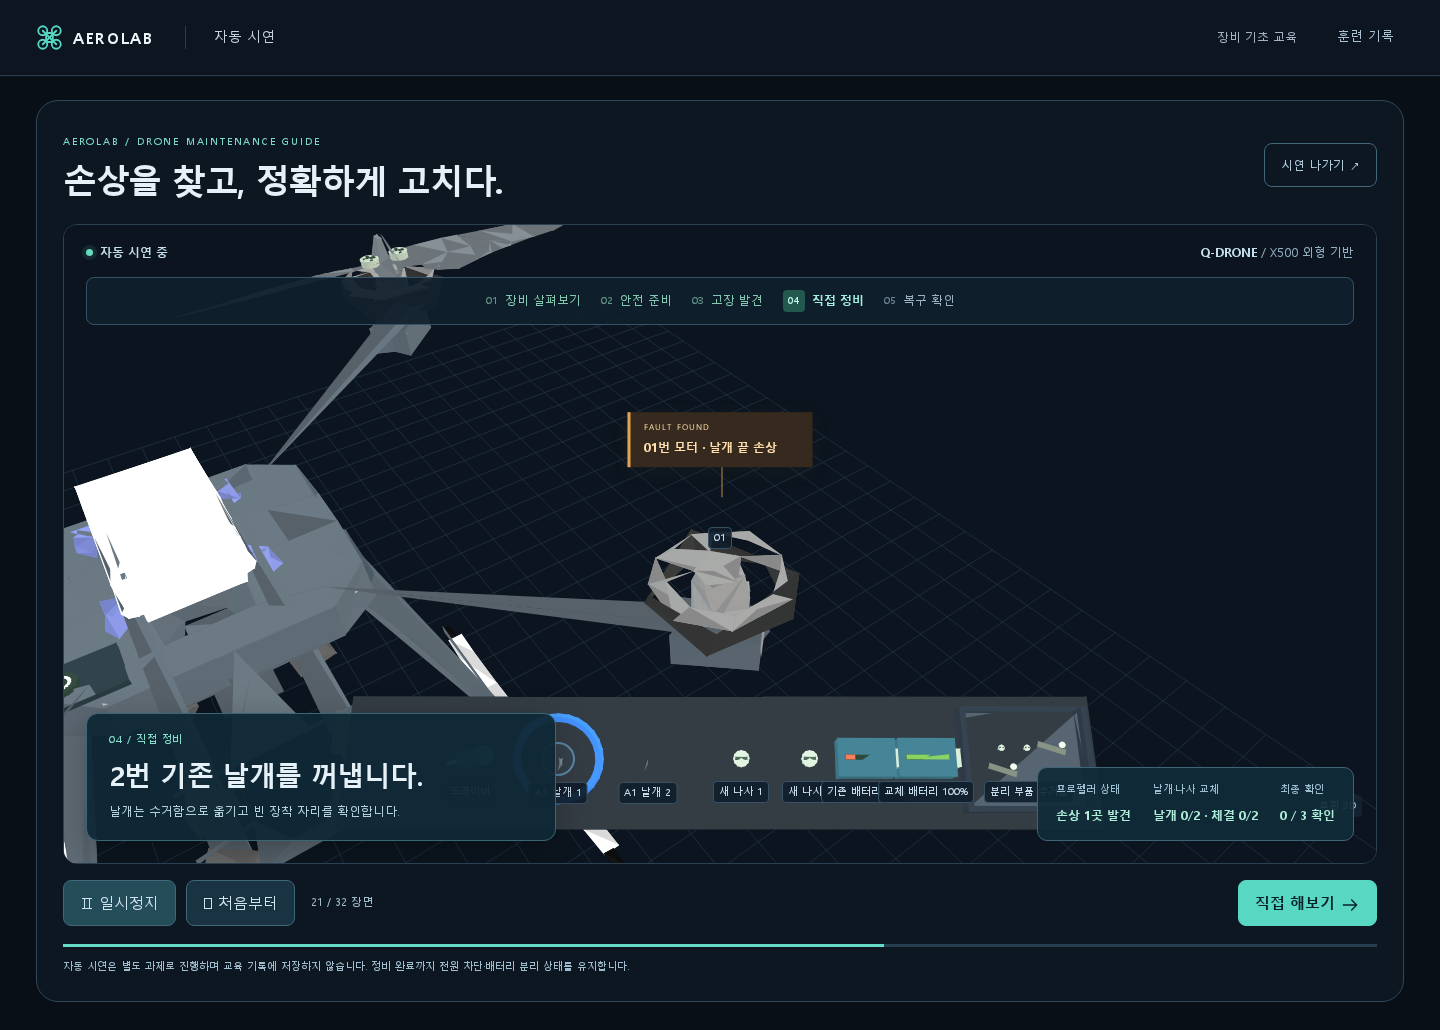 AEROLAB
자동 시연
장비 기초 교육
훈련 기록
AEROLAB / DRONE MAINTENANCE GUIDE
손상을 찾고, 정확하게 고치다.
시연 나가기 ↗
자동 시연 중
Q-DRONE / X500 외형 기반
01 장비 살펴보기
02 안전 준비
03 고장 발견
04 직접 정비
05 복구 확인
FAULT FOUND
01번 모터 · 날개 끝 손상
01
04 / 직접 정비
2번 기존 날개를 꺼냅니다.
날개는 수거함으로 옮기고 빈 장착 자리를 확인합니다.
드라이버
A1 날개 1
A1 날개 2
새 나사 1
새 나사
기존 배터리
교체 배터리 100%
분리 부품
프로펠러 상태
손상 1곳 발견
날개·나사 교체
날개 0/2 · 체결 0/2
최종 확인
0 / 3 확인
일시정지
처음부터
21 / 32 장면
직접 해보기 →
자동 시연은 별도 과제로 진행하며 교육 기록에 저장하지 않습니다. 정비 완료까지 전원 차단·배터리 분리 상태를 유지합니다.